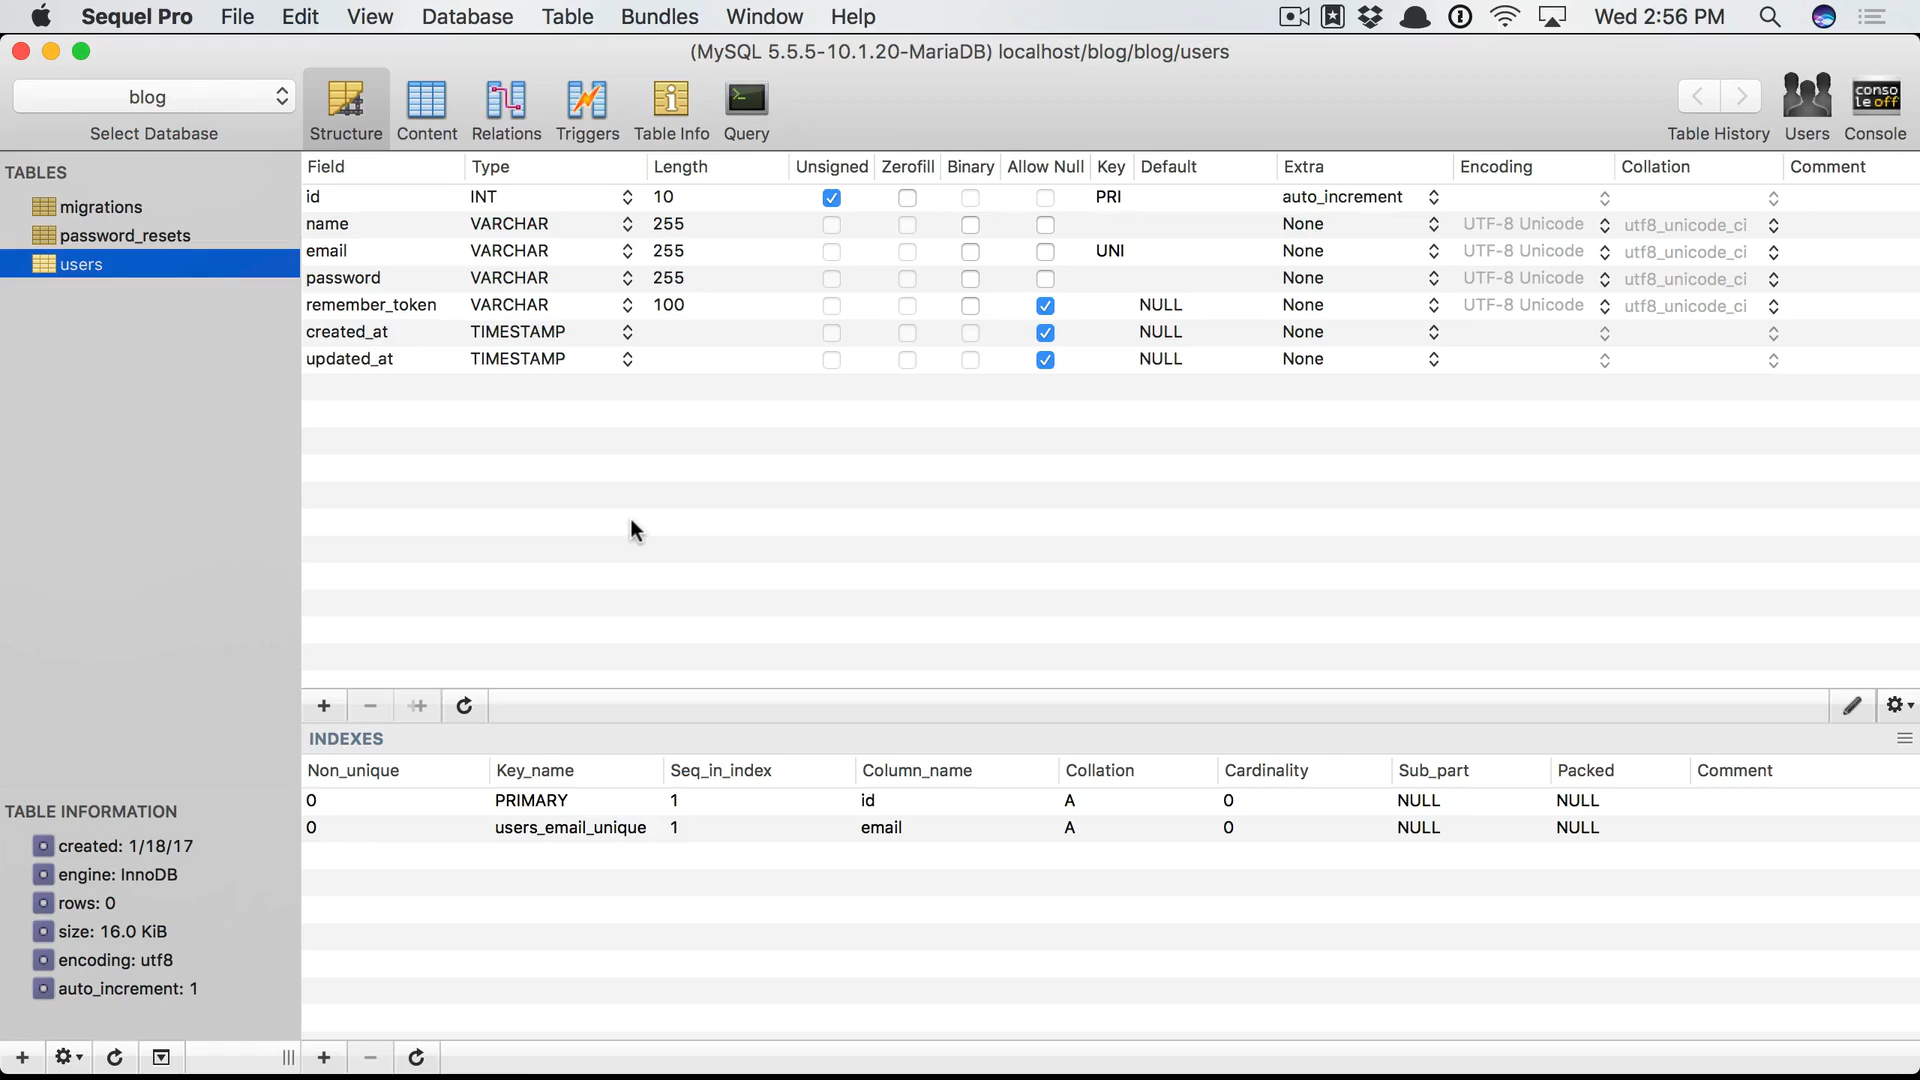 Sequel Pro File Edit View Database Table Bundles Window Help Wed 2:56 PM
(MySQL 5.5.5-10.1.20-MariaDB) localhost/blog/blog/users
blog
Select Database
Structure Content Relations Triggers Table Info Query
Table History Users Console
conso
le off
TABLES
migrations
password_resets
users
Field Type Length Unsigned Zerofill Binary Allow Null Key Default Extra Encoding Collation Comment
id INT 10 PRI auto_increment
name VARCHAR 255 None UTF-8 Unicode utf8_unicode_ci
email VARCHAR 255 UNI None UTF-8 Unicode utf8_unicode_ci
password VARCHAR 255 None UTF-8 Unicode utf8_unicode_ci
remember_token VARCHAR 100 NULL None UTF-8 Unicode utf8_unicode_ci
created_at TIMESTAMP NULL None
updated_at TIMESTAMP NULL None
INDEXES
Non_unique Key_name Seq_in_index Column_name Collation Cardinality Sub_part Packed Comment
0 PRIMARY 1 id A 0 NULL NULL
0 users_email_unique 1 email A 0 NULL NULL
TABLE INFORMATION
created: 1/18/17
engine: InnoDB
rows: 0
size: 16.0 KiB
encoding: utf8
auto_increment: 1